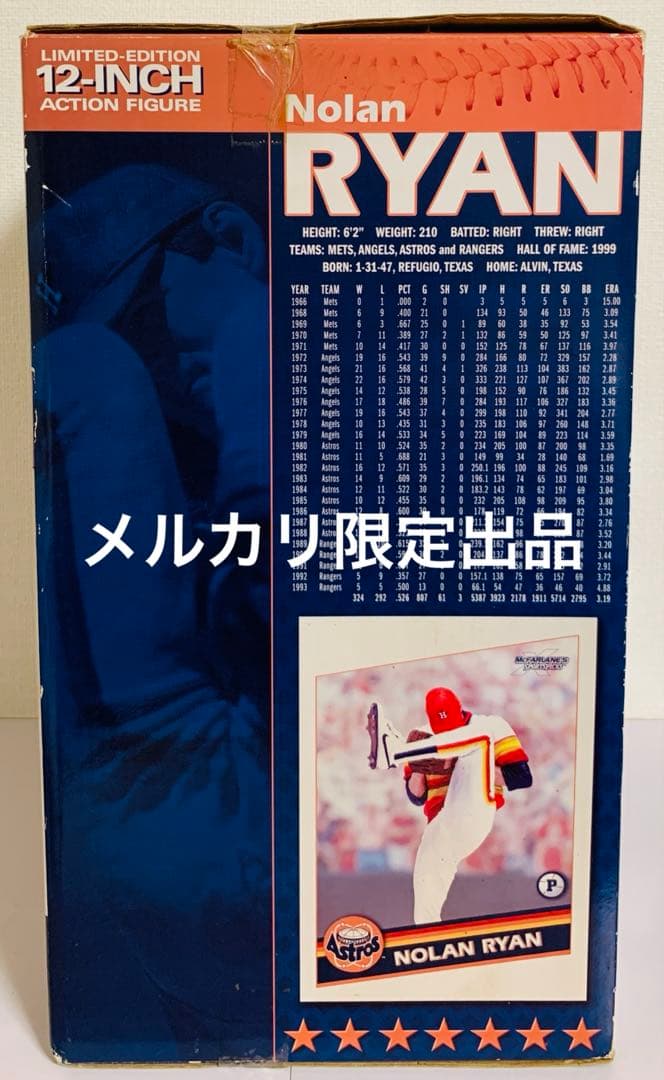 LIMITED-EDITION
12-INCH
ACTION FIGURE
Nolan
RYAN
HEIGHT: 6'2" WEIGHT: 210 BATTED: RIGHT THREW: RIGHT
TEAMS: METS, ANGELS, ASTROS and RANGERS HALL OF FAME: 1999
BORN: 1-31-47, REFUGIO, TEXAS HOME: ALVIN, TEXAS
YEAR TEAM W L PCT G SH SV IP H R ER SO BB ERA
1966 Mets 0 1 .000 2 0 3 5 5 5 6 3 15.00
1968 Mets 6 9 .400 21 0 134 93 50 46 133 75 3.09
1969 Mets 6 3 .667 25 0 1 89 60 38 35 92 53 3.54
1970 Mets 7 11 .389 27 2 1 132 86 59 50 125 97 3.41
1971 Mets 10 14 .417 30 0 0 152 125 78 67 137 116 3.97
1972 Angels 19 16 .543 39 9 0 284 166 80 72 329 157 2.28
1973 Angels 21 16 .568 41 4 1 326 238 113 104 383 162 2.87
1974 Angels 22 16 .579 42 3 0 333 221 127 107 367 202 2.89
1975 Angels 14 12 .538 28 5 0 198 152 90 76 186 132 3.45
1976 Angels 17 18 .486 39 7 0 284 193 117 106 327 183 3.36
1977 Angels 19 16 .543 37 4 0 299 198 110 92 341 204 2.77
1978 Angels 10 13 .435 31 3 0 235 183 106 97 260 148 3.71
1979 Angels 16 14 .533 34 5 0 223 169 104 89 223 114 3.59
1980 Astros 11 10 .524 35 2 0 234 205 100 87 200 98 3.35
1981 Astros 11 5 .688 21 3 0 149 99 34 28 140 68 1.69
1982 Astros 16 12 .571 35 3 0 250.1 196 100 88 245 109 3.16
1983 Astros 14 9 .609 29 2 0 196.1 134 74 65 183 101 2.98
1984 Astros 12 11 .522 30 2 0 183.2 143 78 62 197 69 3.04
1985 Astros 10 12 .455 35 0 0 232 205 108 98 209 95 3.80
1986 Astros 3.34
1987 Astros 2.76
1988 Astros 3.52
3.20
3.44
2.91
メルカリ限定出品
1992 Rangers 5 9 .357 27 0 0 157.1 138 75 65 157 69 3.72
1993 Rangers 5 5 .500 13 0 0 66.1 54 47 36 46 40 4.88
324 292 .526 807 61 3 5387 3923 2178 1911 5714 2795 3.19
McFARLANE'S
SPORTSPICKS
P
Astros
NOLAN RYAN